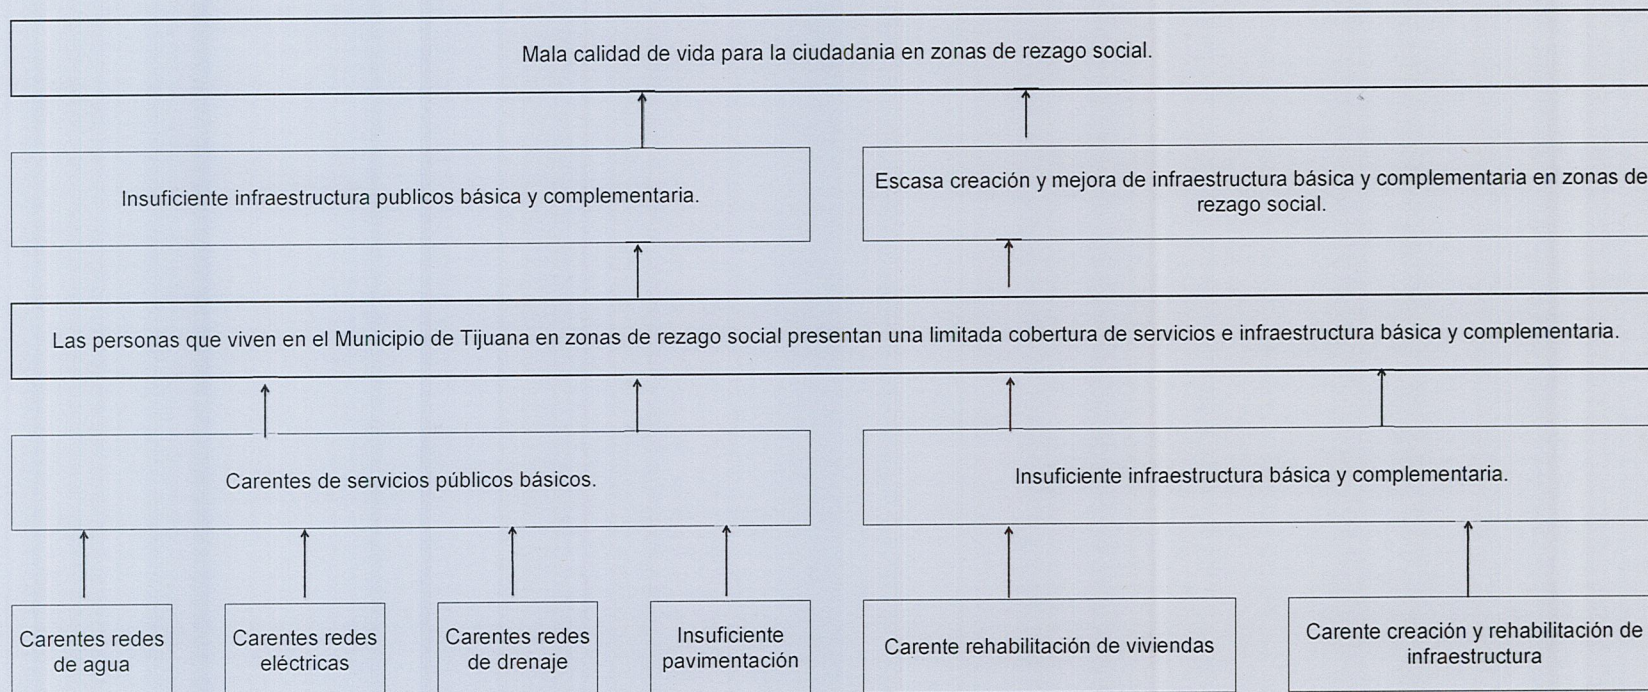 Mala calidad de vida para la ciudadania en zonas de rezago social.
Insuficiente infraestructura publicos básica y complementaria.
Escasa creación y mejora de infraestructura básica y complementaria en zonas de
rezago social.
Las personas que viven en el Municipio de Tijuana en zonas de rezago social presentan una limitada cobertura de servicios e infraestructura básica y complementaria.
Carentes de servicios públicos básicos.
Insuficiente infraestructura básica y complementaria.
Carentes redes
de agua
Carentes redes
eléctricas
Carentes redes
de drenaje
Insuficiente
pavimentación
Carente rehabilitación de viviendas
Carente creación y rehabilitación de
infraestructura